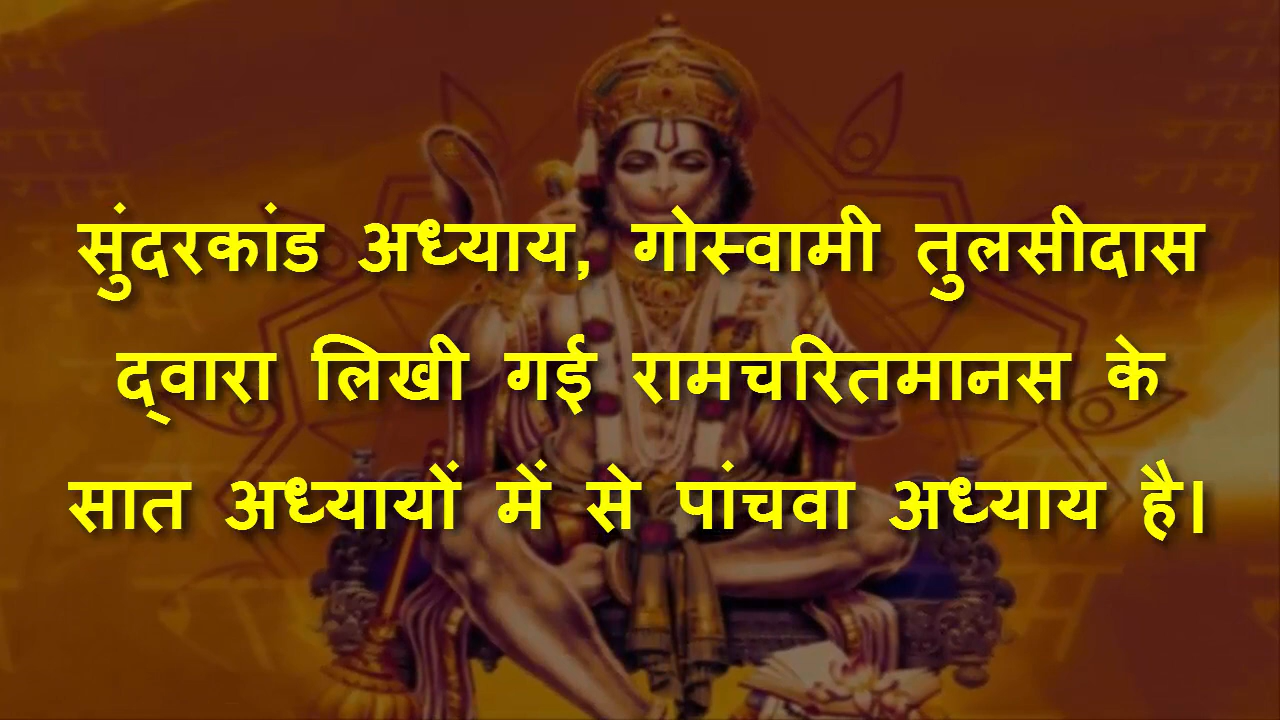 सुंदरकांड अध्याय, गोस्वामी तुलसीदास
द्वारा लिखी गई रामचरितमानस के
सात अध्यायों में से पांचवा अध्याय है।
राम
राम
राम
राम